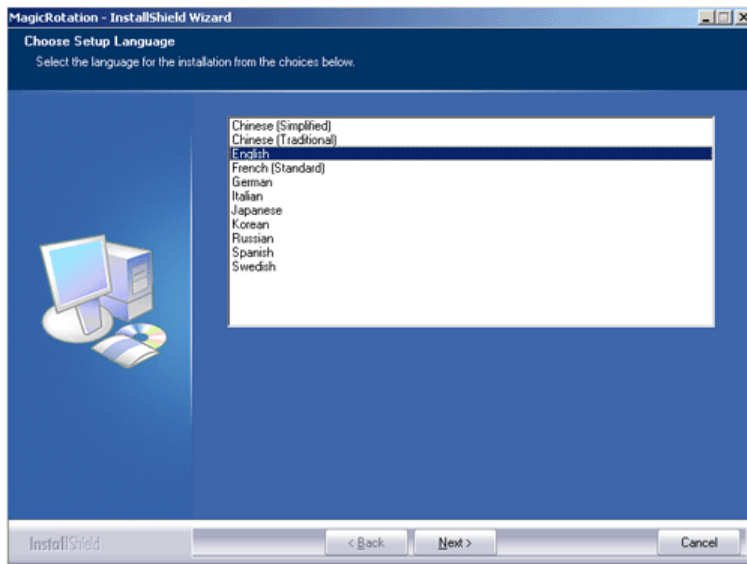 MagicRotation - InstallShield Wizard
Choose Setup Language
Select the language for the installation from the choices below.
Chinese (Simplified)
Chinese (Traditional)
English
French (Standard)
German
Italian
Japanese
Korean
Russian
Spanish
Swedish
InstallShield
< Back
Next >
Cancel